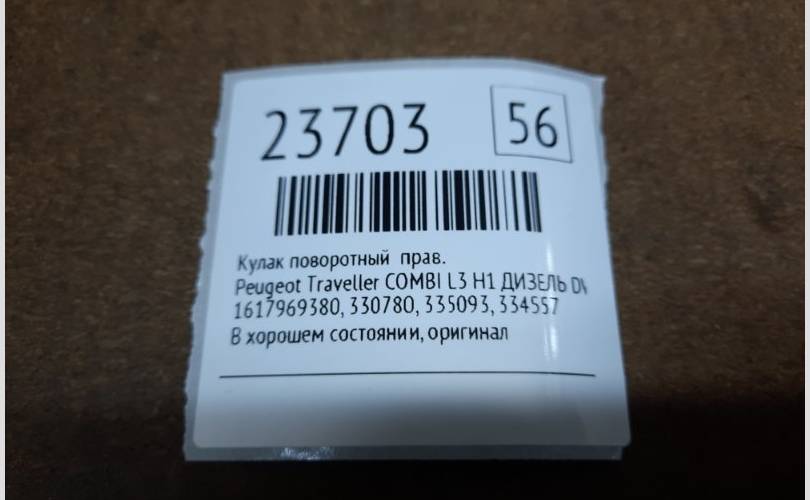 23703 56
Кулак поворотный прав.
Peugeot Traveller COMBI L3 H1 ДИЗЕЛЬ
1617969380, 330780, 335093, 334557
В хорошем состоянии, оригинал